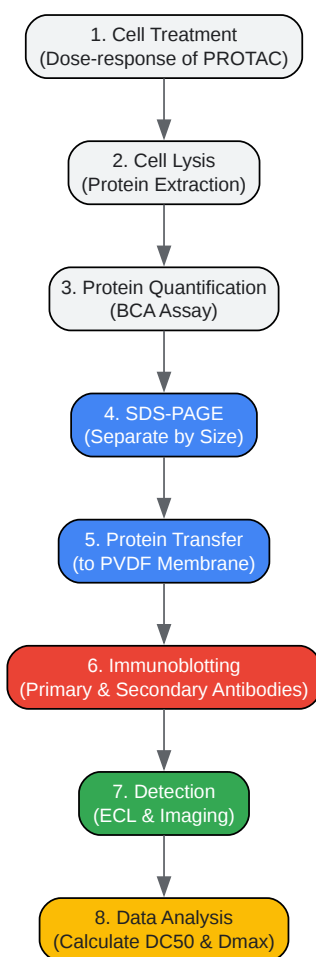 1. Cell Treatment
(Dose-response of PROTAC)
2. Cell Lysis
(Protein Extraction)
3. Protein Quantification
(BCA Assay)
4. SDS-PAGE
(Separate by Size)
5. Protein Transfer
(to PVDF Membrane)
6. Immunoblotting
(Primary & Secondary Antibodies)
7. Detection
(ECL & Imaging)
8. Data Analysis
(Calculate DC50 & Dmax)